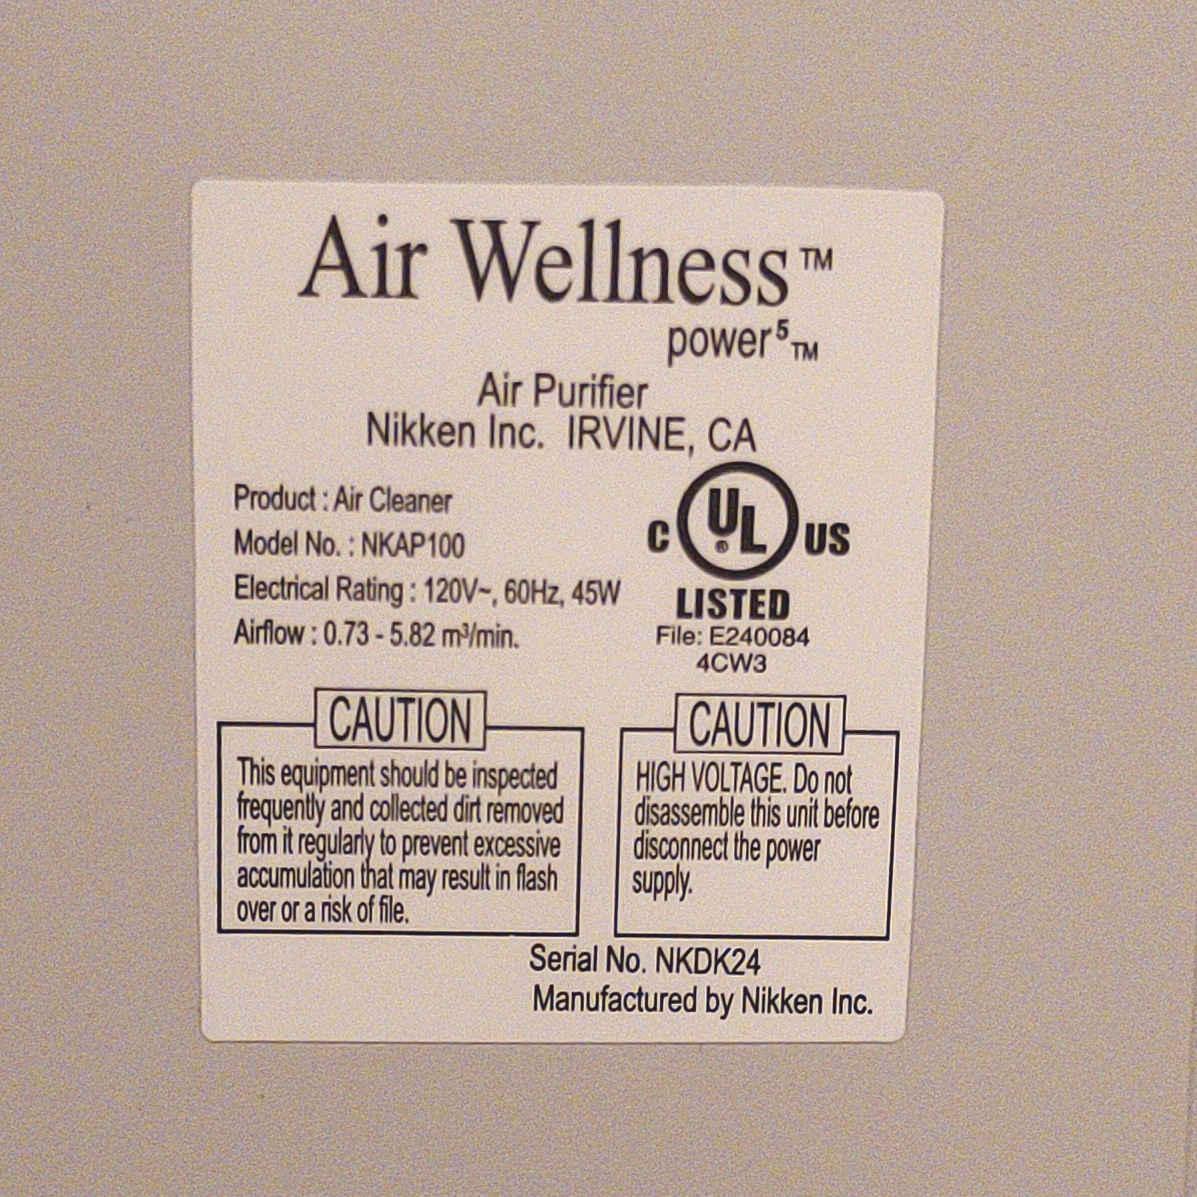 Air Wellness™
power⁵™
Air Purifier
Nikken Inc. IRVINE, CA
Product : Air Cleaner
Model No. : NKAP100
Electrical Rating : 120V~, 60Hz, 45W
Airflow : 0.73 - 5.82 m³/min.
C UL® US
LISTED
File: E240084
4CW3
CAUTION
This equipment should be inspected
frequently and collected dirt removed
from it regularly to prevent excessive
accumulation that may result in flash
over or a risk of file.
CAUTION
HIGH VOLTAGE. Do not
disassemble this unit before
disconnect the power
supply.
Serial No. NKDK24
Manufactured by Nikken Inc.